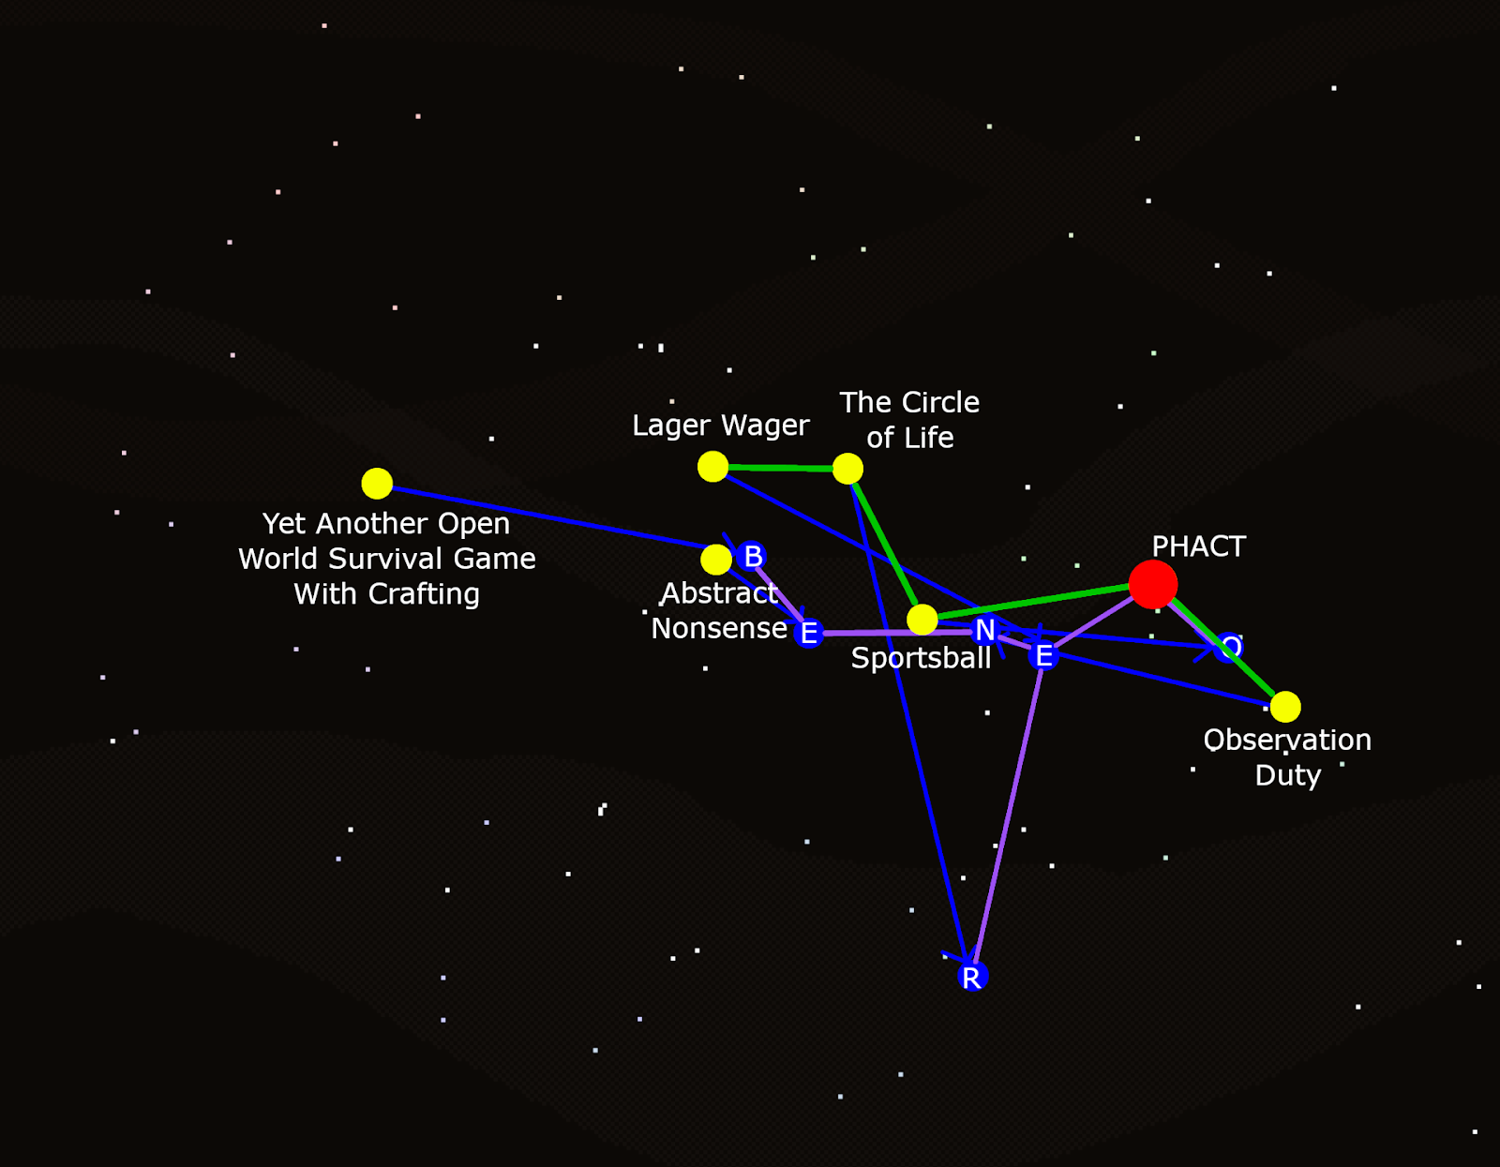 The Circle
of Life
Lager Wager
Yet Another Open
World Survival Game
With Crafting
PHACT
B
Abstract
Nonsense
E
N
Sportsball
E
O
Observation
Duty
R